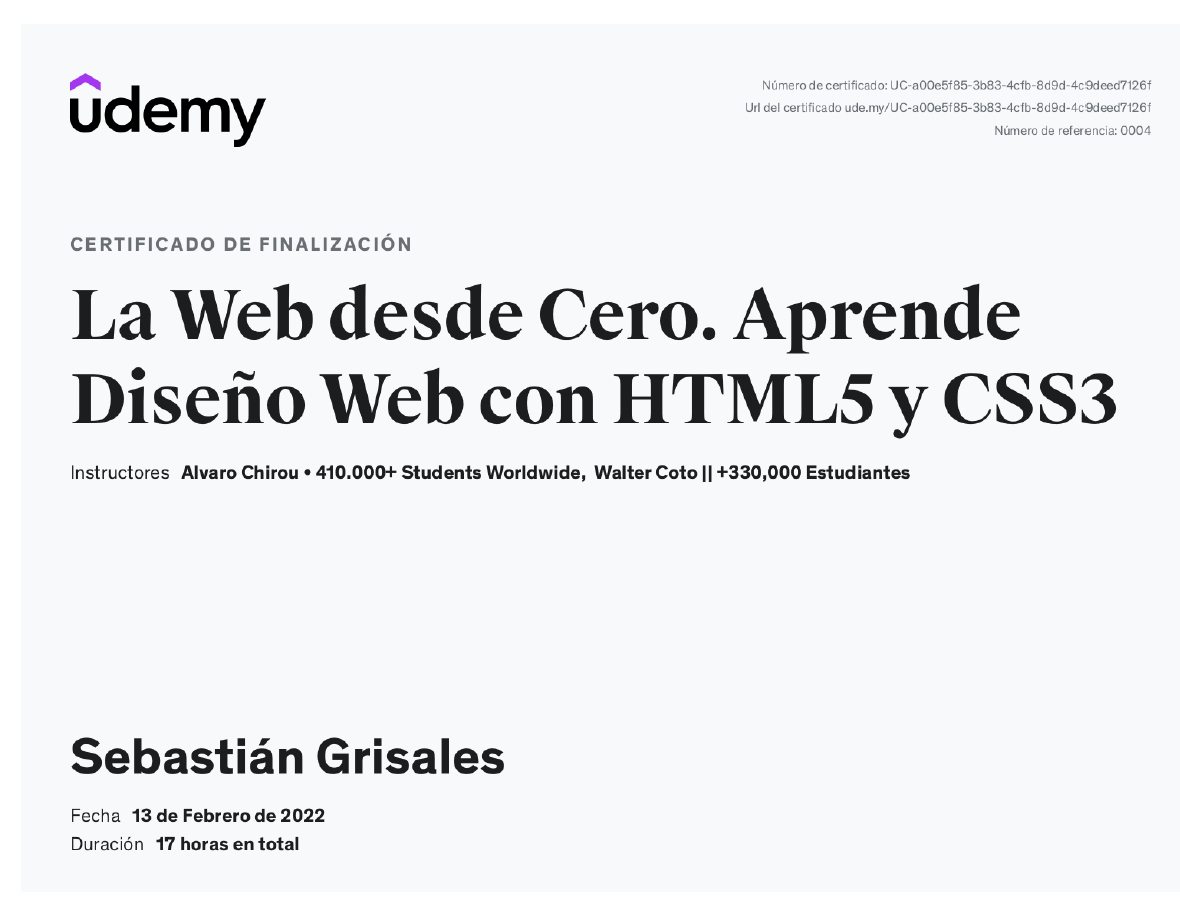 udemy
Número de certificado: UC-a00e5f85-3b83-4cfb-8d9d-4c9deed7126f
Url del certificado ude.my/UC-a00e5f85-3b83-4cfb-8d9d-4c9deed7126f
Número de referencia: 0004
CERTIFICADO DE FINALIZACIÓN
La Web desde Cero. Aprende
Diseño Web con HTML5 y CSS3
Instructores Alvaro Chirou • 410.000+ Students Worldwide, Walter Coto || +330,000 Estudiantes
Sebastián Grisales
Fecha 13 de Febrero de 2022
Duración 17 horas en total